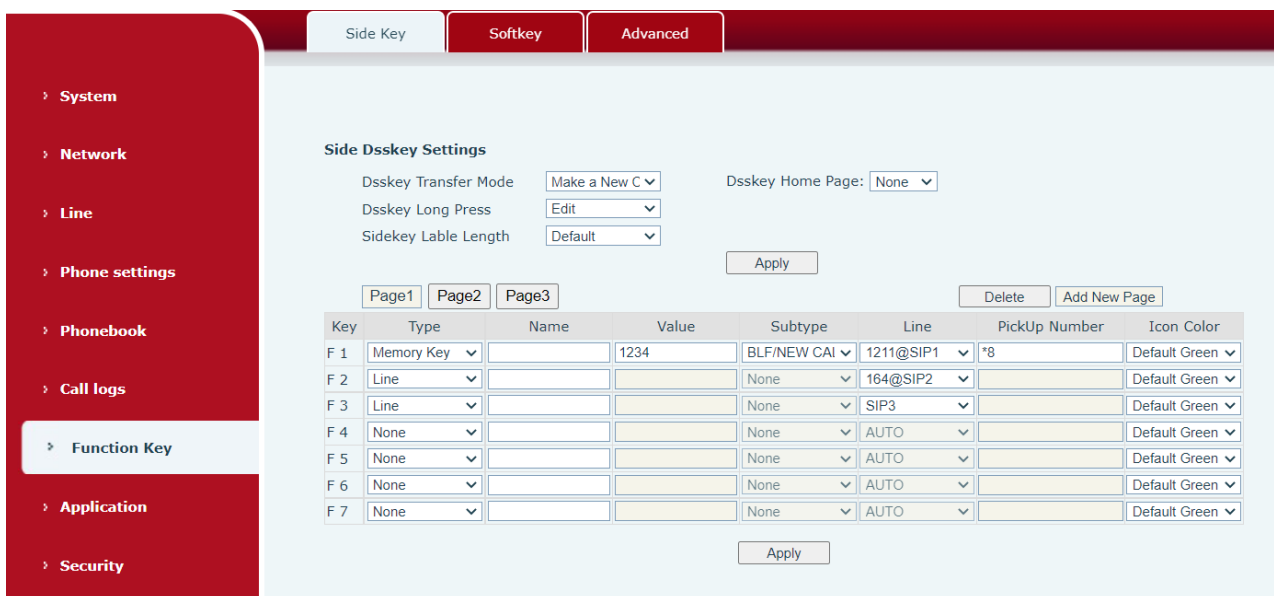 Side Key Softkey Advanced
System
Network
Line
Phone settings
Phonebook
Call logs
Function Key
Application
Security
Side Dsskey Settings
Dsskey Transfer Mode Make a New C Dsskey Home Page: None
Dsskey Long Press Edit
Sidekey Lable Length Default
Apply
Page1 Page2 Page3 Delete Add New Page
Key Type Name Value Subtype Line PickUp Number Icon Color
F 1 Memory Key 1234 BLF/NEW CAL 1211@SIP1 *8 Default Green
F 2 Line None 164@SIP2 Default Green
F 3 Line None SIP3 Default Green
F 4 None None AUTO Default Green
F 5 None None AUTO Default Green
F 6 None None AUTO Default Green
F 7 None None AUTO Default Green
Apply